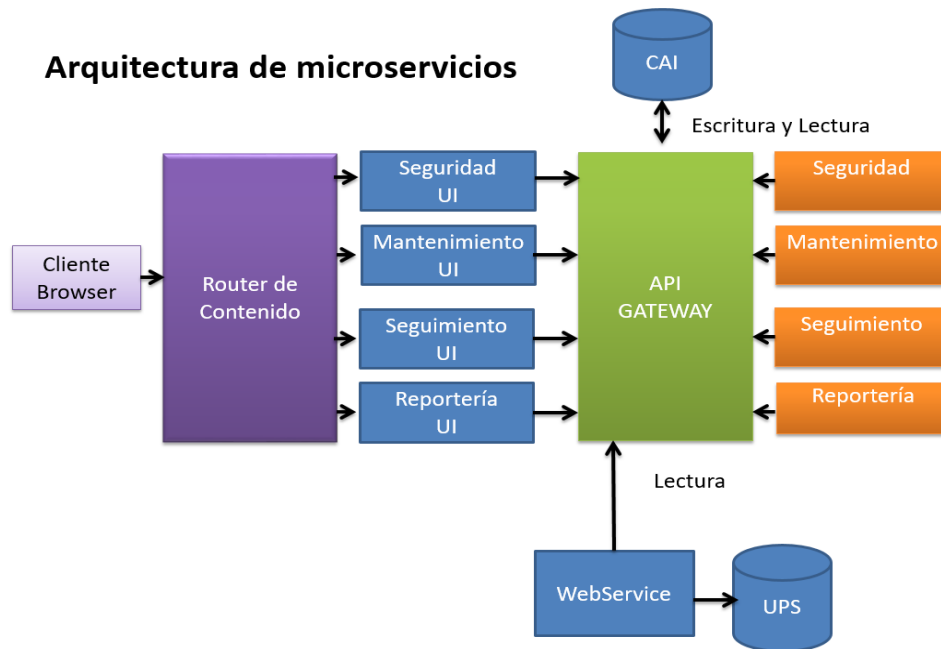 Arquitectura de microservicios
CAI
Escritura y Lectura
Cliente
Browser
Router de
Contenido
Seguridad
UI
Mantenimiento
UI
Seguimiento
UI
Reportería
UI
API
GATEWAY
Seguridad
Mantenimiento
Seguimiento
Reportería
Lectura
WebService
UPS